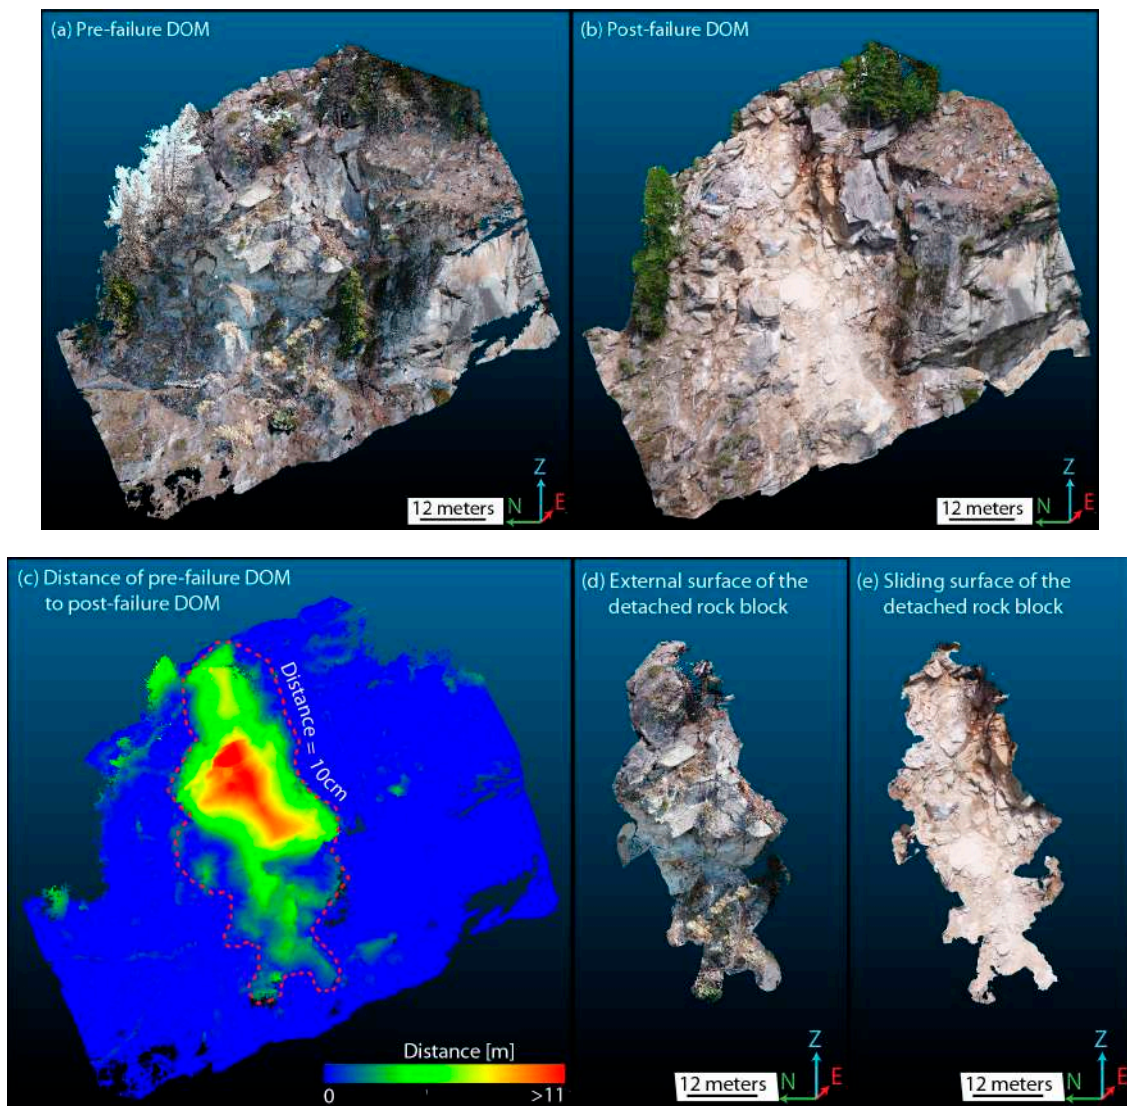 (a) Pre-failure DOM
(b) Post-failure DOM
Z
E
12 meters
N
Z
E
12 meters
N
(c) Distance of pre-failure DOM
to post-failure DOM
(d) External surface of the
detached rock block
(e) Sliding surface of the
detached rock block
Distance = 10cm
Distance [m]
0
>11
Z
E
12 meters
N
Z
E
12 meters
N